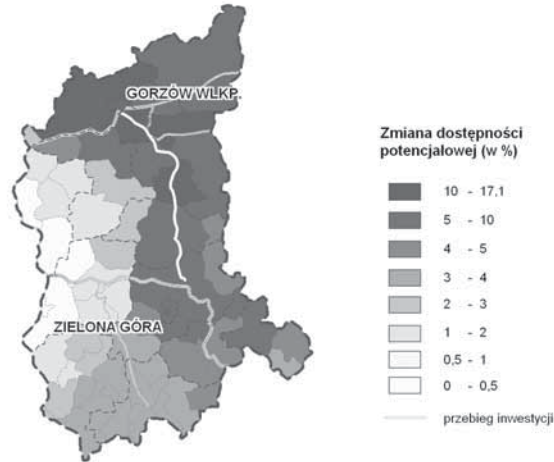 GORZÓW WLKP.
ZIELONA GÓRA
Zmiana dostępności
potencjałowej (w %)
10 - 17,1
5 - 10
4 - 5
3 - 4
2 - 3
1 - 2
0,5 - 1
0 - 0,5
przebieg inwestycji